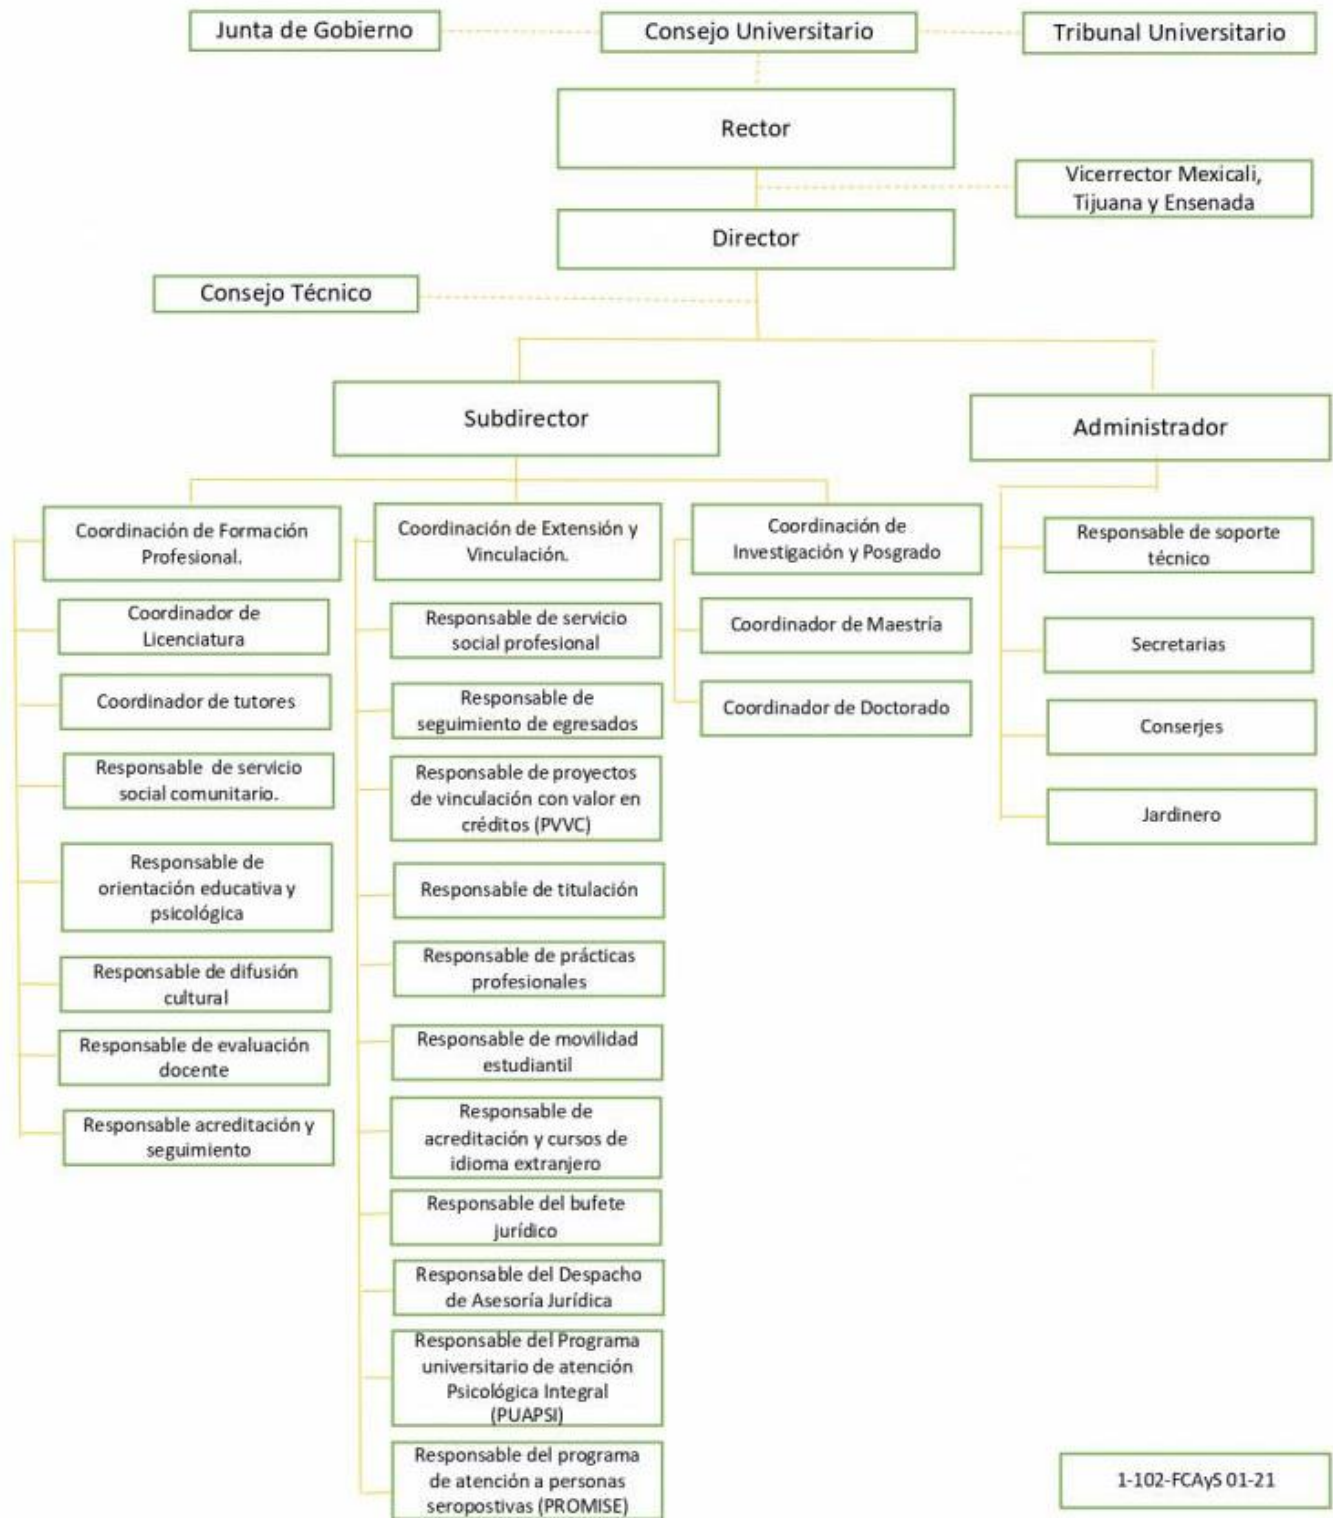 Junta de Gobierno
Consejo Universitario
Tribunal Universitario
Rector
Vicerrector Mexicali,
Tijuana y Ensenada
Director
Consejo Técnico
Subdirector
Administrador
Coordinación de Formación
Profesional.
Coordinador de
Licenciatura
Coordinador de tutores
Responsable de servicio
social comunitario.
Responsable de
orientación educativa y
psicológica
Responsable de difusión
cultural
Responsable de evaluación
docente
Responsable acreditación y
seguimiento
Coordinación de Extensión y
Vinculación.
Responsable de servicio
social profesional
Responsable de
seguimiento de egresados
Responsable de proyectos
de vinculación con valor en
créditos (PVVC)
Responsable de titulación
Responsable de prácticas
profesionales
Responsable de movilidad
estudiantil
Responsable de
acreditación y cursos de
idioma extranjero
Responsable del bufete
jurídico
Responsable del Despacho
de Asesoría Jurídica
Responsable del Programa
universitario de atención
Psicológica Integral
(PUAPSI)
Responsable del programa
de atención a personas
seropostivas (PROMISE)
Coordinación de
Investigación y Posgrado
Coordinador de Maestría
Coordinador de Doctorado
Responsable de soporte
técnico
Secretarias
Conserjes
Jardinero
1-102-FCAyS 01-21